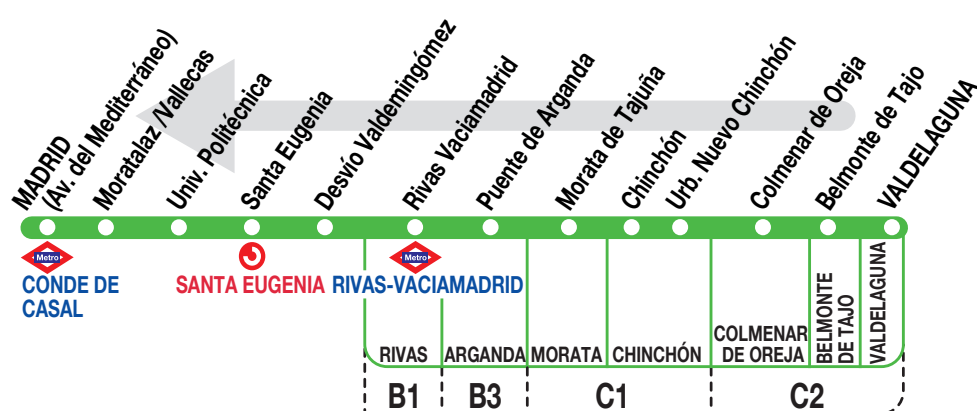 MADRID
(Av. del Mediterráneo)
Moratalaz /Vallecas
Univ. Politécnica
Santa Eugenia
Desvío Valdemingómez
Rivas Vaciamadrid
Puente de Arganda
Morata de Tajuña
Chinchón
Urb. Nuevo Chinchón
Colmenar de Oreja
Belmonte de Tajo
VALDELAGUNA
Metro
CONDE DE
CASAL
SANTA EUGENIA
Metro
RIVAS-VACIAMADRID
RIVAS
ARGANDA
MORATA
CHINCHÓN
COLMENAR
DE OREJA
BELMONTE
DE TAJO
VALDELAGUNA
B1
B3
C1
C2